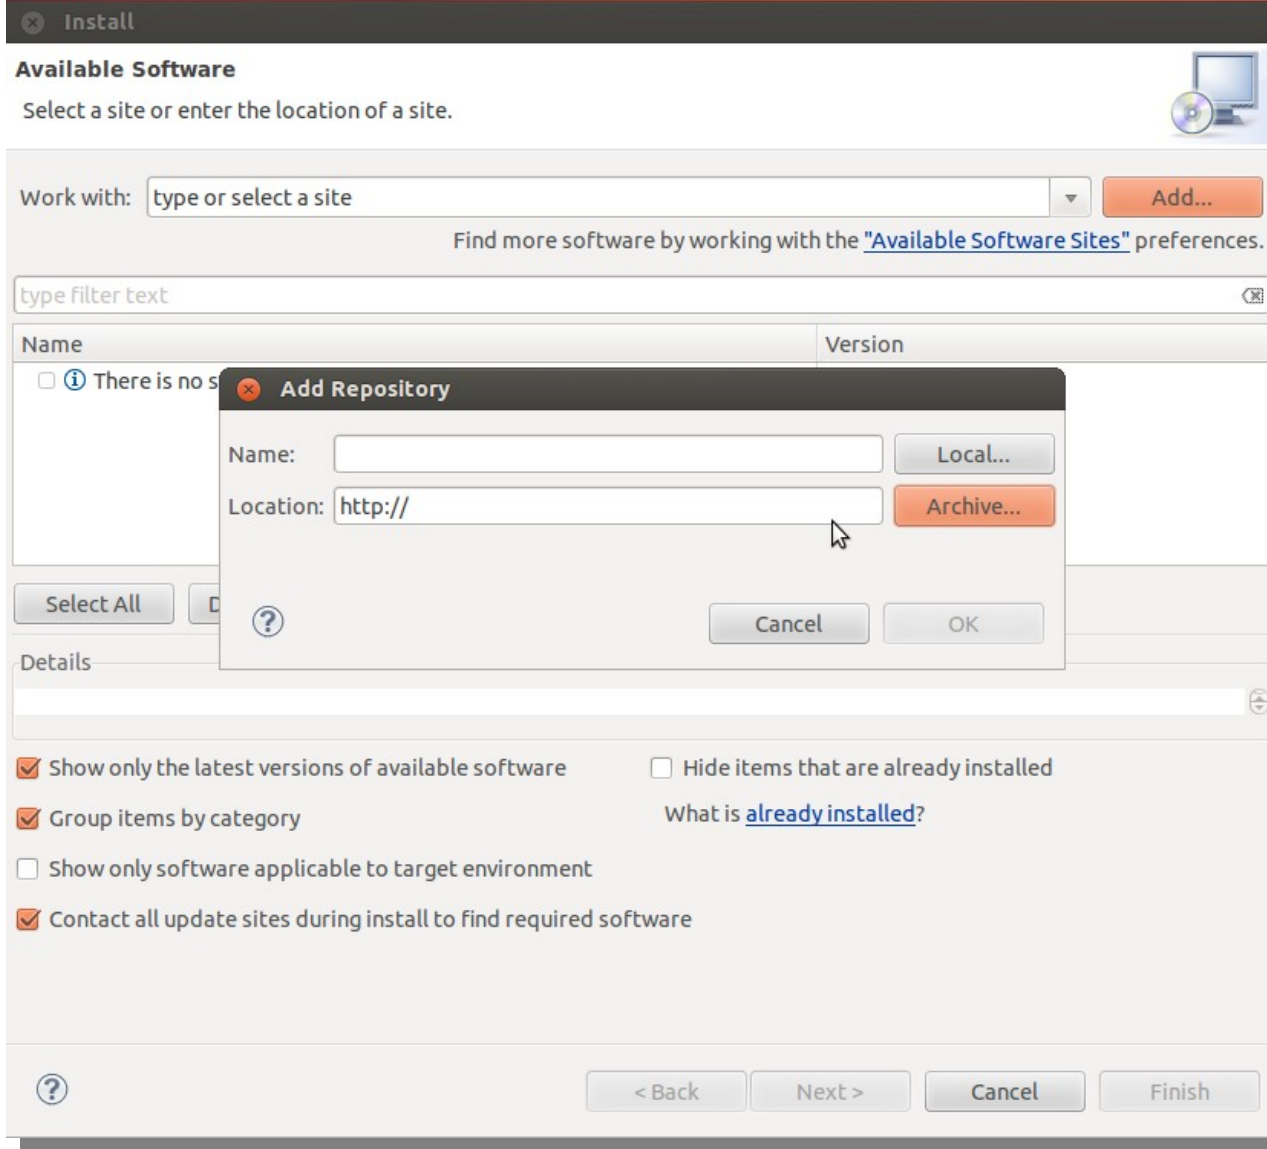 Install
Available Software
Select a site or enter the location of a site.
Work with: type or select a site Add...
Find more software by working with the "Available Software Sites" preferences.
type filter text
Name Version
There is no s
Add Repository
Name: Local...
Location: http:// Archive...
Select All D
? Cancel OK
Details
Show only the latest versions of available software Hide items that are already installed
Group items by category What is already installed?
Show only software applicable to target environment
Contact all update sites during install to find required software
? < Back Next > Cancel Finish